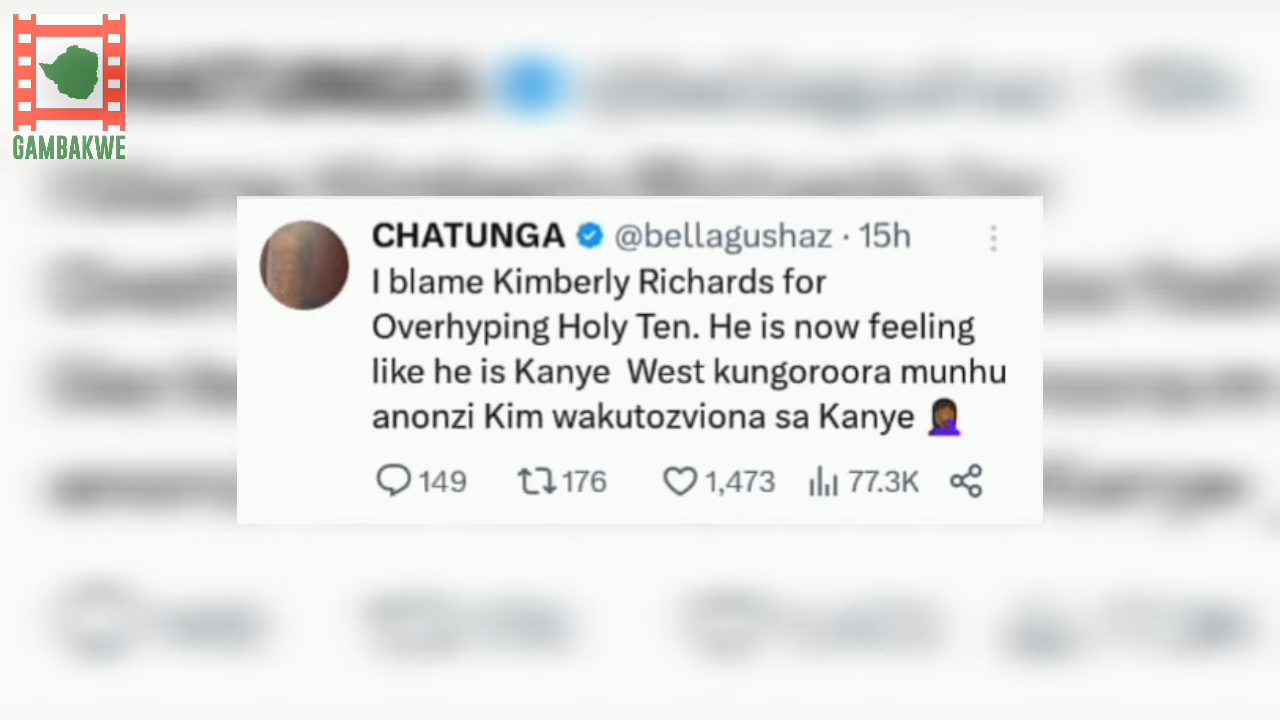 GAMBAKWE
CHATUNGA @bellagushaz · 15h
I blame Kimberly Richards for
Overhyping Holy Ten. He is now feeling
like he is Kanye West kungoroora munhu
anonzi Kim wakutozviona sa Kanye 🤦🏾‍♀️
149 176 1,473 77.3K